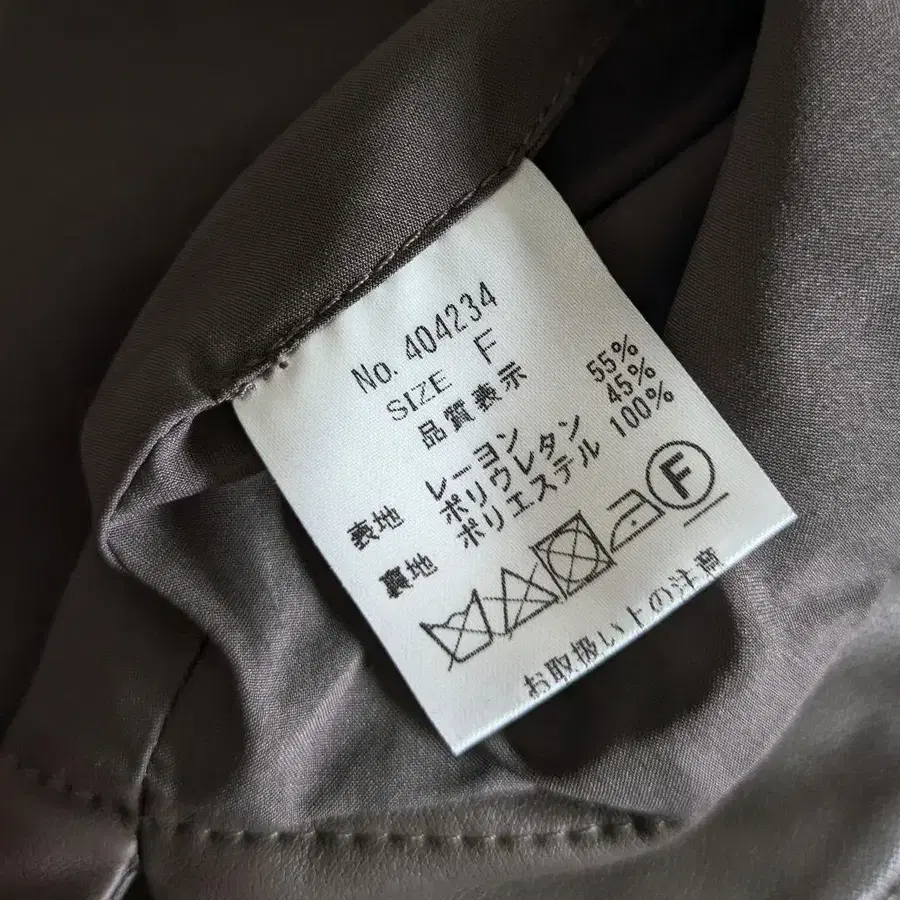 No. 404234
SIZE F
品質表示
表地 レーヨン 55%
ポリウレタン 45%
裏地 ポリエステル 100%
F
お取扱い上の注意